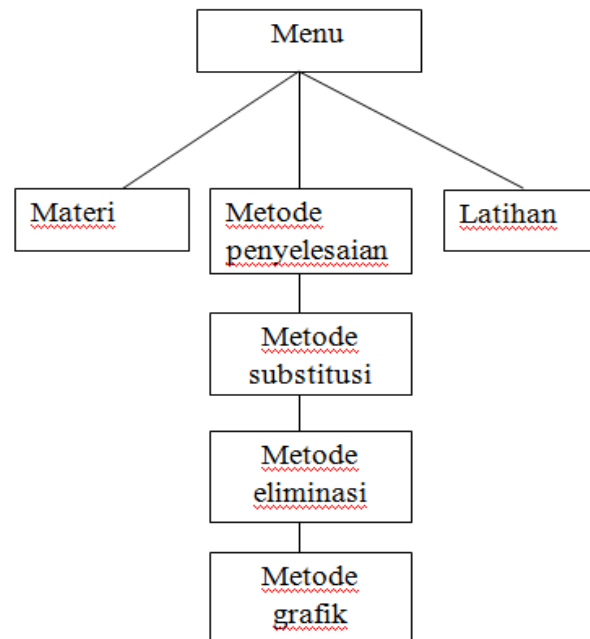 Menu
Materi
Metode
penyelesaian
Latihan
Metode
substitusi
Metode
eliminasi
Metode
grafik